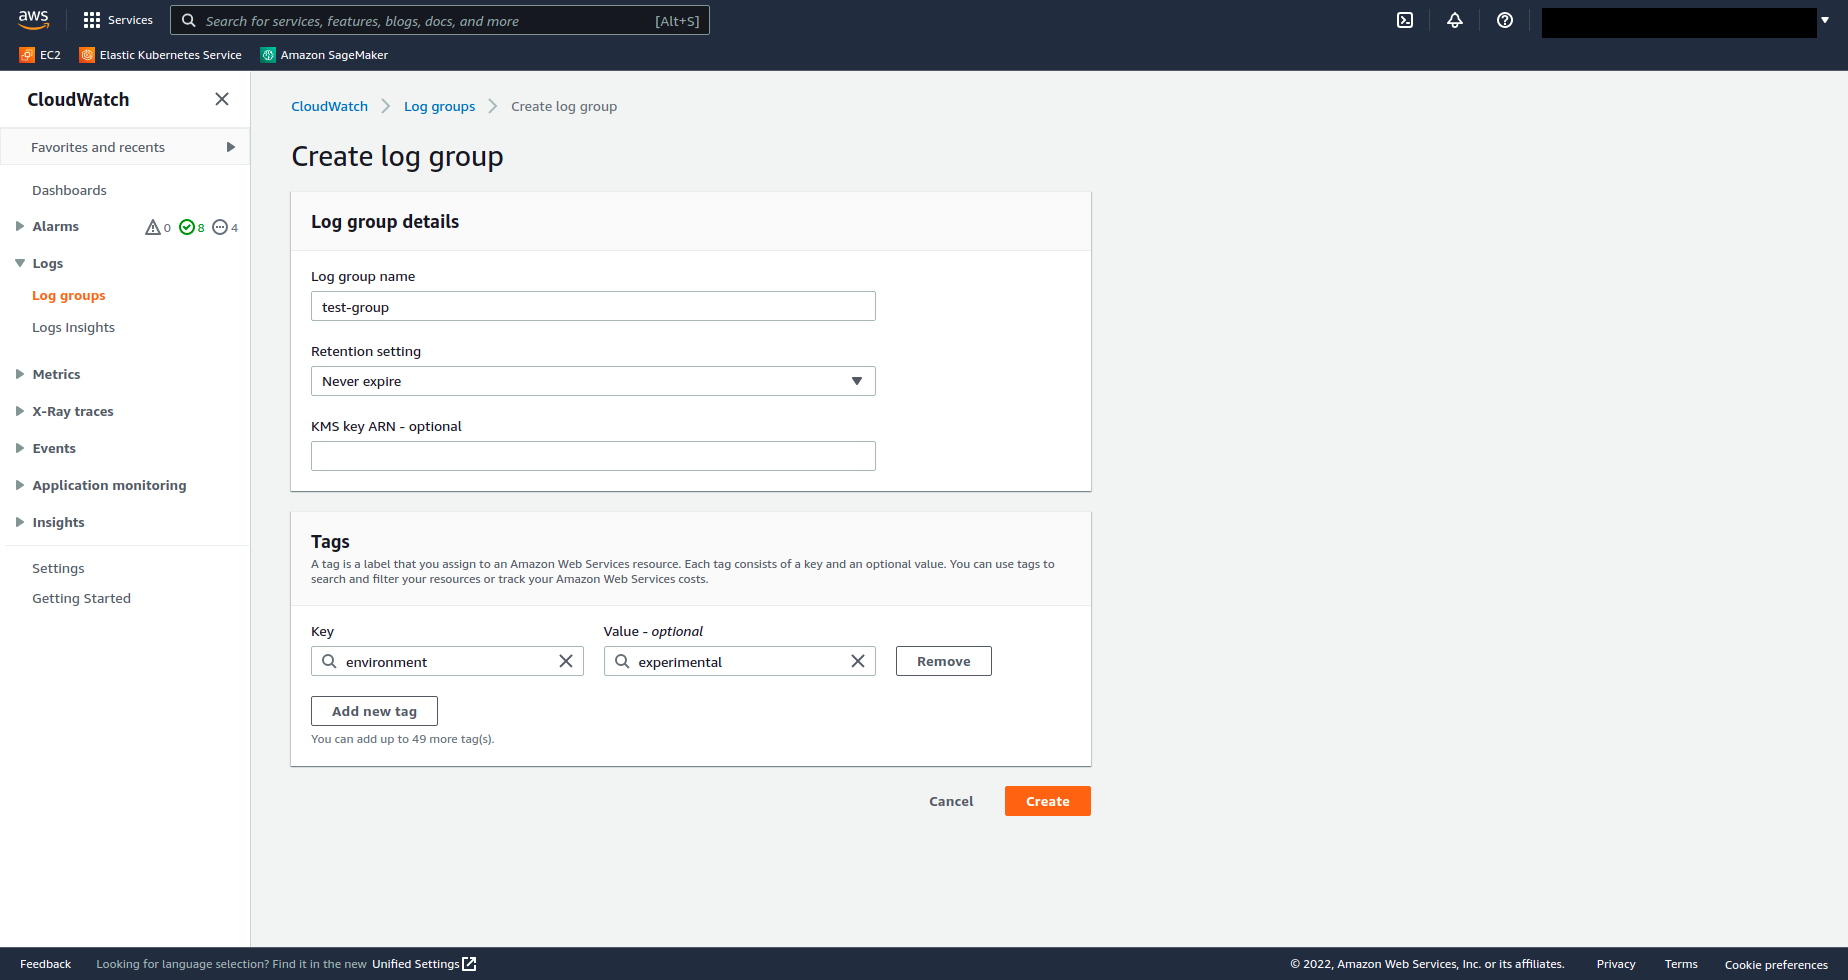 aws Services Search for services, features, blogs, docs, and more [Alt+S]
EC2 Elastic Kubernetes Service Amazon SageMaker
CloudWatch
Favorites and recents
Dashboards
Alarms 0 8 4
Logs
Log groups
Logs Insights
Metrics
X-Ray traces
Events
Application monitoring
Insights
Settings
Getting Started
CloudWatch Log groups Create log group
Create log group
Log group details
Log group name
test-group
Retention setting
Never expire
KMS key ARN - optional
Tags
A tag is a label that you assign to an Amazon Web Services resource. Each tag consists of a key and an optional value. You can use tags to
search and filter your resources or track your Amazon Web Services costs.
Key Value - optional
environment experimental Remove
Add new tag
You can add up to 49 more tag(s).
Cancel Create
Feedback Looking for language selection? Find it in the new Unified Settings © 2022, Amazon Web Services, Inc. or its affiliates. Privacy Terms Cookie preferences